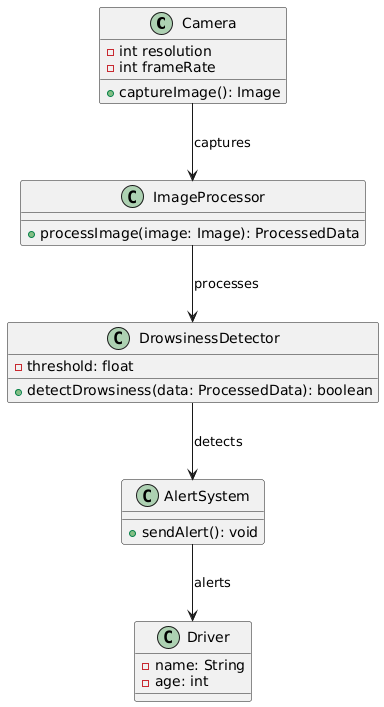 C Camera
int resolution
int frameRate
captureImage(): Image
captures
C ImageProcessor
processImage(image: Image): ProcessedData
processes
C DrowsinessDetector
threshold: float
detectDrowsiness(data: ProcessedData): boolean
detects
C AlertSystem
sendAlert(): void
alerts
C Driver
name: String
age: int